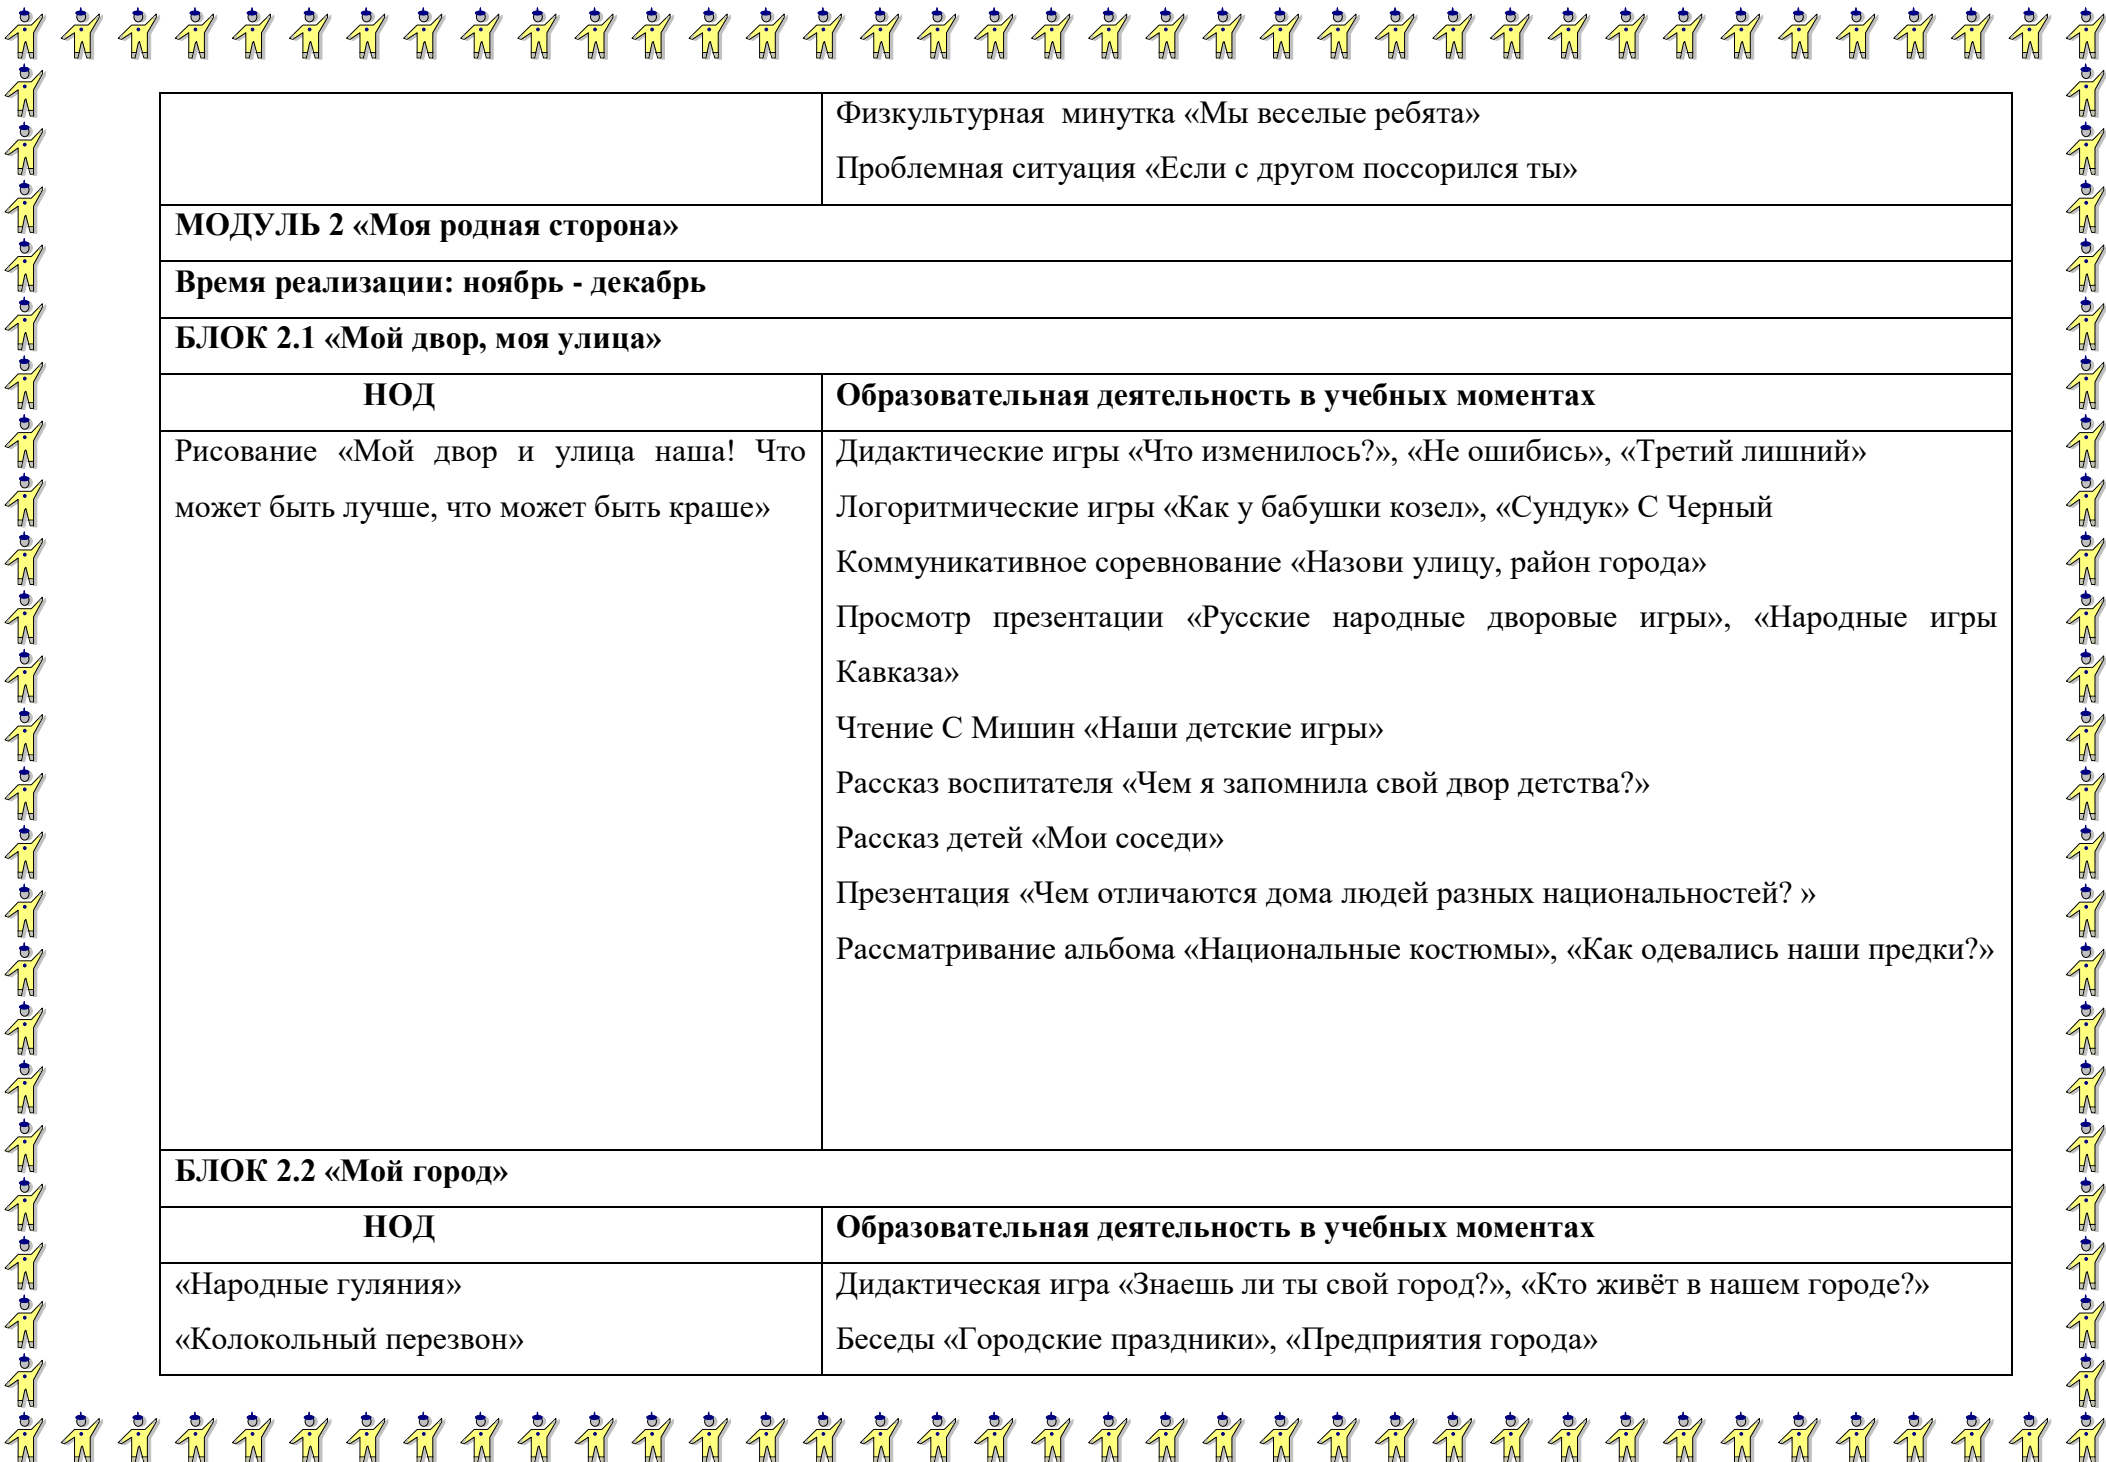 Физкультурная  минутка «Мы веселые ребята»
Проблемная ситуация «Если с другом поссорился ты»
МОДУЛЬ 2 «Моя родная сторона»
Время реализации: ноябрь - декабрь
БЛОК 2.1 «Мой двор, моя улица»
НОД
Образовательная деятельность в учебных моментах
Рисование «Мой двор и улица наша! Что
может быть лучше, что может быть краше»
Дидактические игры «Что изменилось?», «Не ошибись», «Третий лишний»
Логоритмические игры «Как у бабушки козел», «Сундук» С Черный
Коммуникативное соревнование «Назови улицу, район города»
Просмотр презентации «Русские народные дворовые игры», «Народные игры
Кавказа»
Чтение С Мишин «Наши детские игры»
Рассказ воспитателя «Чем я запомнила свой двор детства?»
Рассказ детей «Мои соседи»
Презентация «Чем отличаются дома людей разных национальностей? »
Рассматривание альбома «Национальные костюмы», «Как одевались наши предки?»
БЛОК 2.2 «Мой город»
НОД
Образовательная деятельность в учебных моментах
«Народные гуляния»
«Колокольный перезвон»
Дидактическая игра «Знаешь ли ты свой город?», «Кто живёт в нашем городе?»
Беседы «Городские праздники», «Предприятия города»